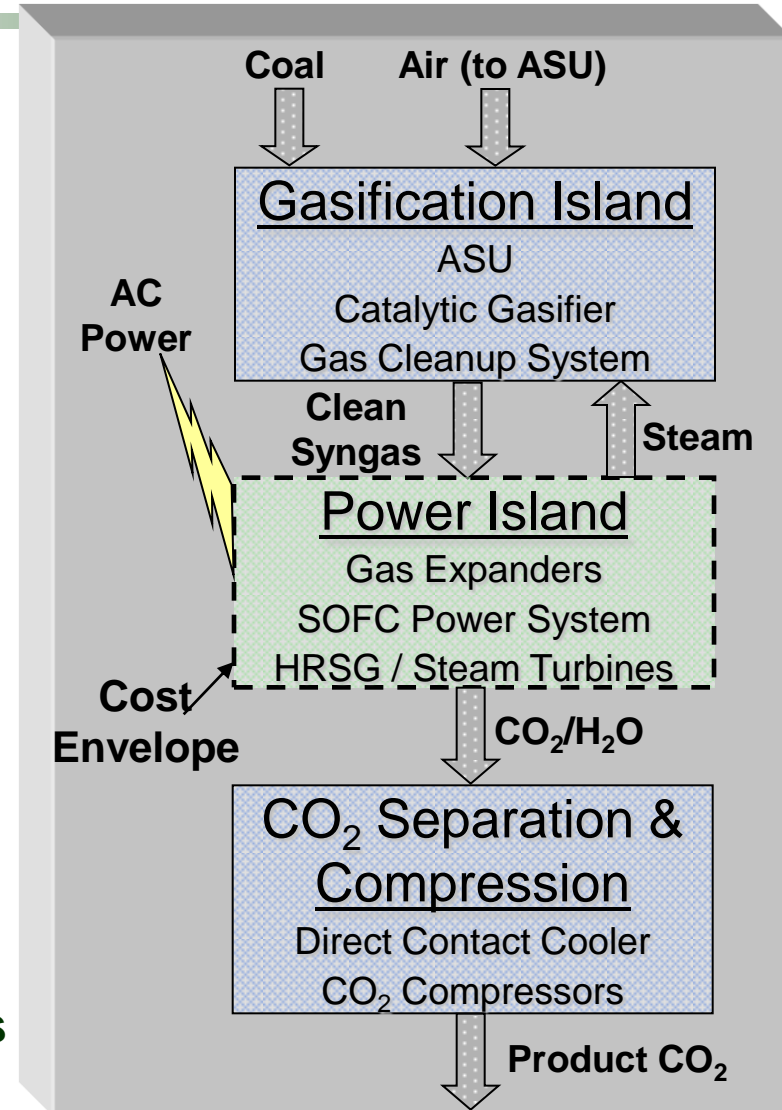 Coal
Air (to ASU)
Gasification Island
ASU
Catalytic Gasifier
Gas Cleanup System
AC
Power
Clean
Syngas
Steam
Power Island
Gas Expanders
SOFC Power System
HRSG / Steam Turbines
Cost
Envelope
CO₂/H₂O
CO₂ Separation &
Compression
Direct Contact Cooler
CO₂ Compressors
s
Product CO₂